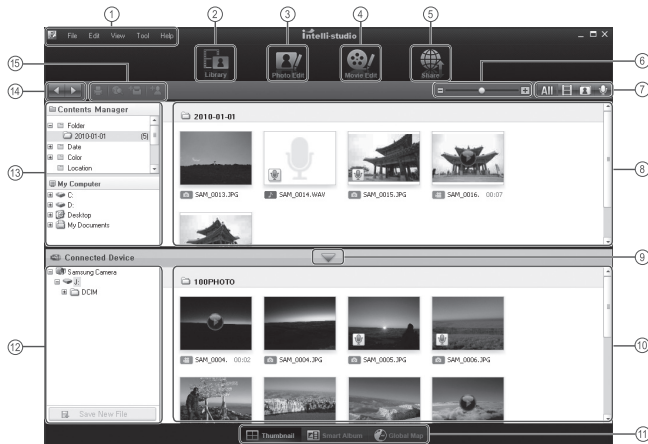 1 2 3 4 5
File Edit View Tool Help
intelli-studio
Library Photo Edit Movie Edit Share
15 6
14 All 7
Contents Manager
Folder
2010-01-01 (5)
Date
Color
Location
13
My Computer
C:
D:
Desktop
My Documents
2010-01-01
SAM_0013.JPG SAM_0014.WAV SAM_0015.JPG SAM_0016. 00:07
8
Connected Device 9
Samsung Camera
J:
DCIM
12
Save New File
100PHOTO
SAM_0004. 00:02 SAM_0004.JPG SAM_0005.JPG SAM_0006.JPG
10
Thumbnail Smart Album Global Map 11